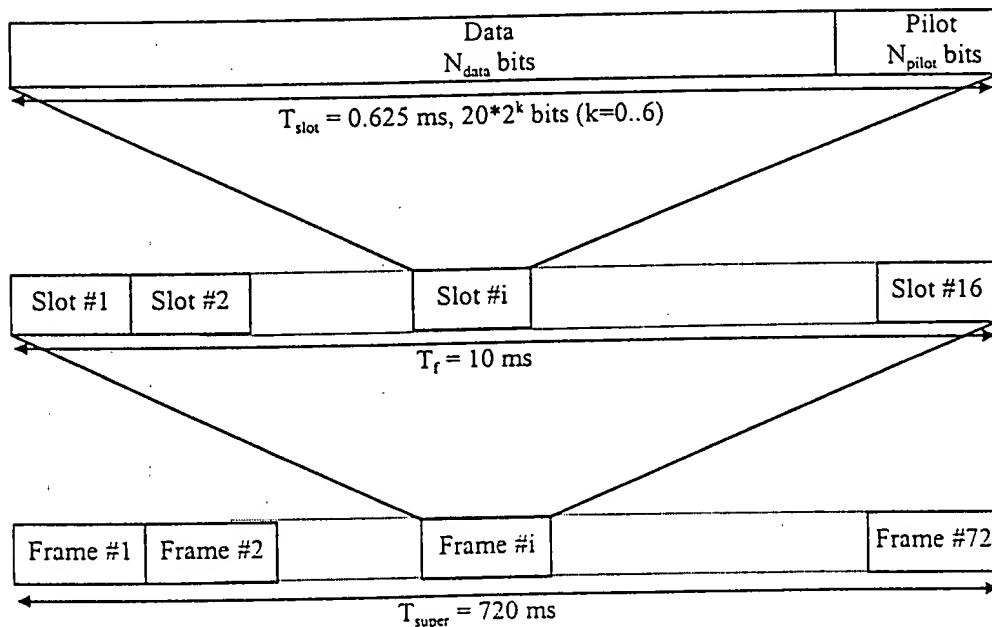 Data
N_data bits
Pilot
N_pilot bits
T_slot = 0.625 ms, 20*2^k bits (k=0..6)
Slot #1 Slot #2 Slot #i Slot #16
T_f = 10 ms
Frame #1 Frame #2 Frame #i Frame #72
T_super = 720 ms